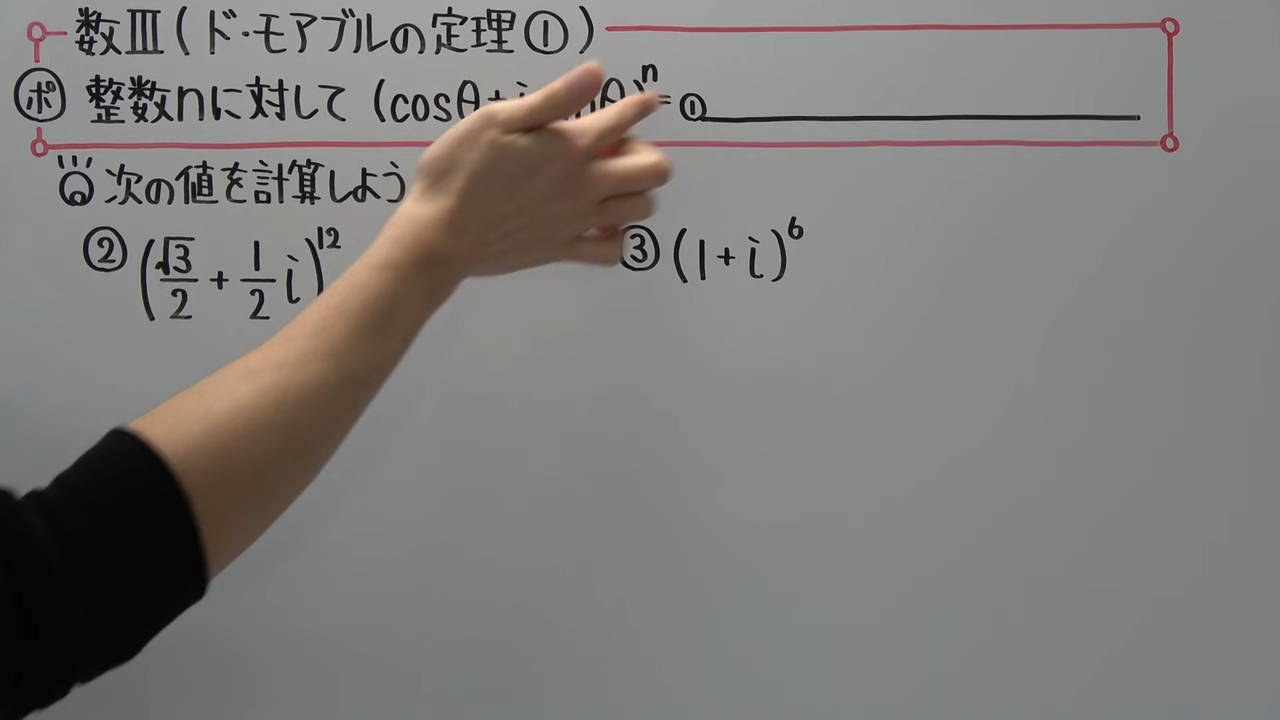 数Ⅲ(ド・モアブルの定理①)
ポ 整数nに対して (cosθ+i nθ)^n = ①
次の値を計算しよう
② (√3/2 + 1/2 i)^12
③ (1+i)^6